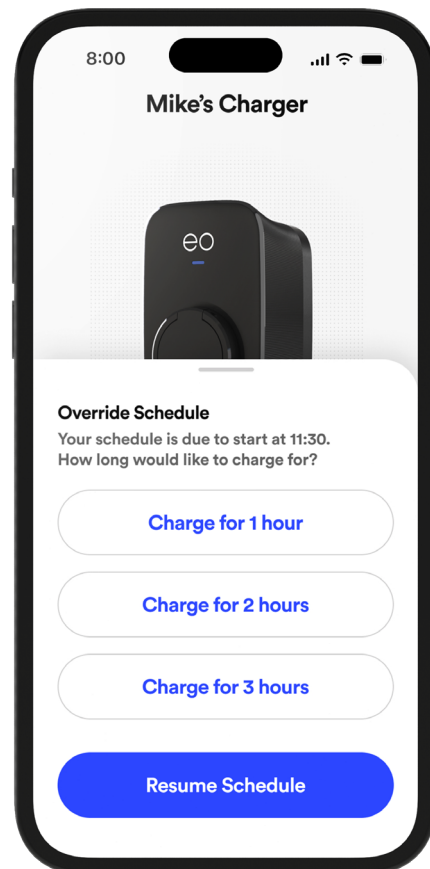 8:00
Mike’s Charger
eo
Override Schedule
Your schedule is due to start at 11:30.
How long would like to charge for?
Charge for 1 hour
Charge for 2 hours
Charge for 3 hours
Resume Schedule